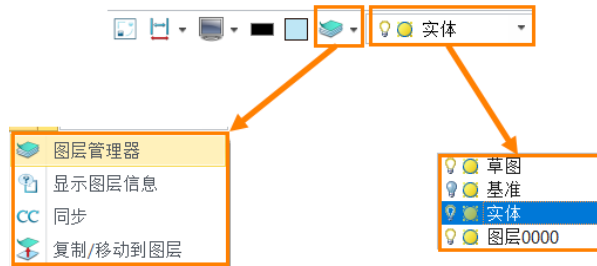 实体
图层管理器
显示图层信息
CC 同步
复制/移动到图层
草图
基准
实体
图层0000